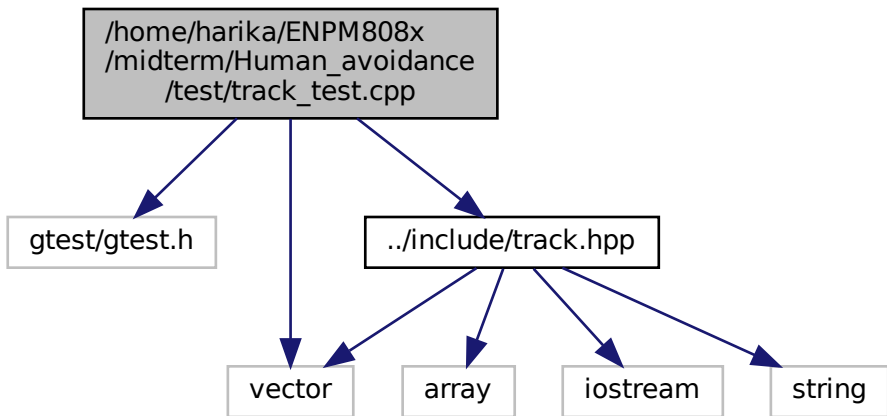 /home/harika/ENPM808x
/midterm/Human_avoidance
/test/track_test.cpp
gtest/gtest.h
../include/track.hpp
vector
array
iostream
string